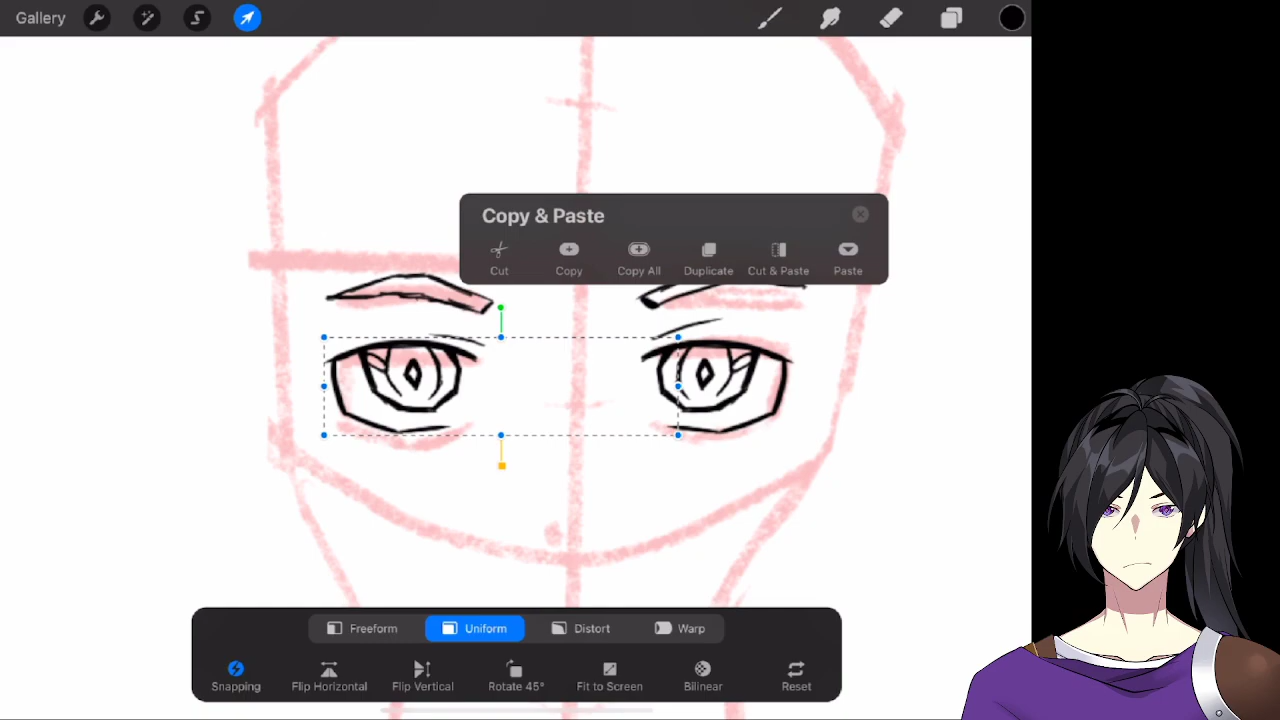 Gallery
Copy & Paste
Cut Copy Copy All Duplicate Cut & Paste Paste
Freeform Uniform Distort Warp
Snapping Flip Horizontal Flip Vertical Rotate 45° Fit to Screen Bilinear Reset